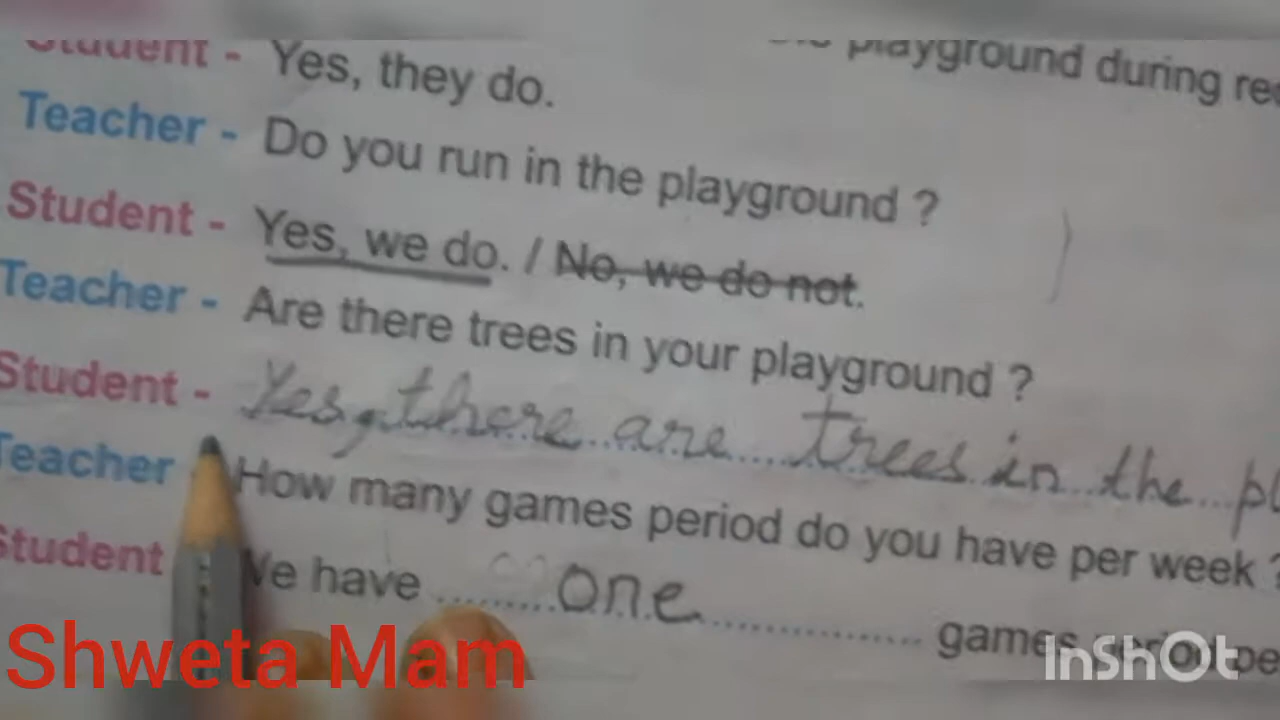 Student - Yes, they do.
playground during
Teacher - Do you run in the playground ?
Student - Yes, we do. / No, we do not.
Teacher - Are there trees in your playground ?
Student - Yes, there are trees in the
Teacher - How many games period do you have per week ?
Student We have one games period
Shweta Mam
InShOt